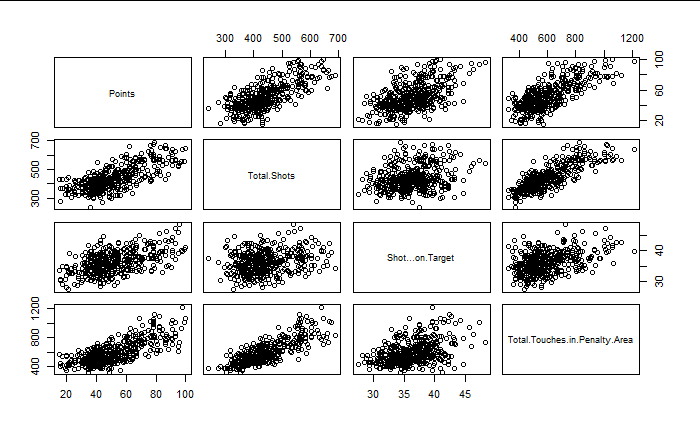 300 400 500 600 700 400 600 800 1200
Points
20 60 100
300 500 700
Total.Shots
Shot...on.Target
30 40
400 800 1200
Total.Touches.in.Penalty.Area
20 40 60 80 100 30 35 40 45